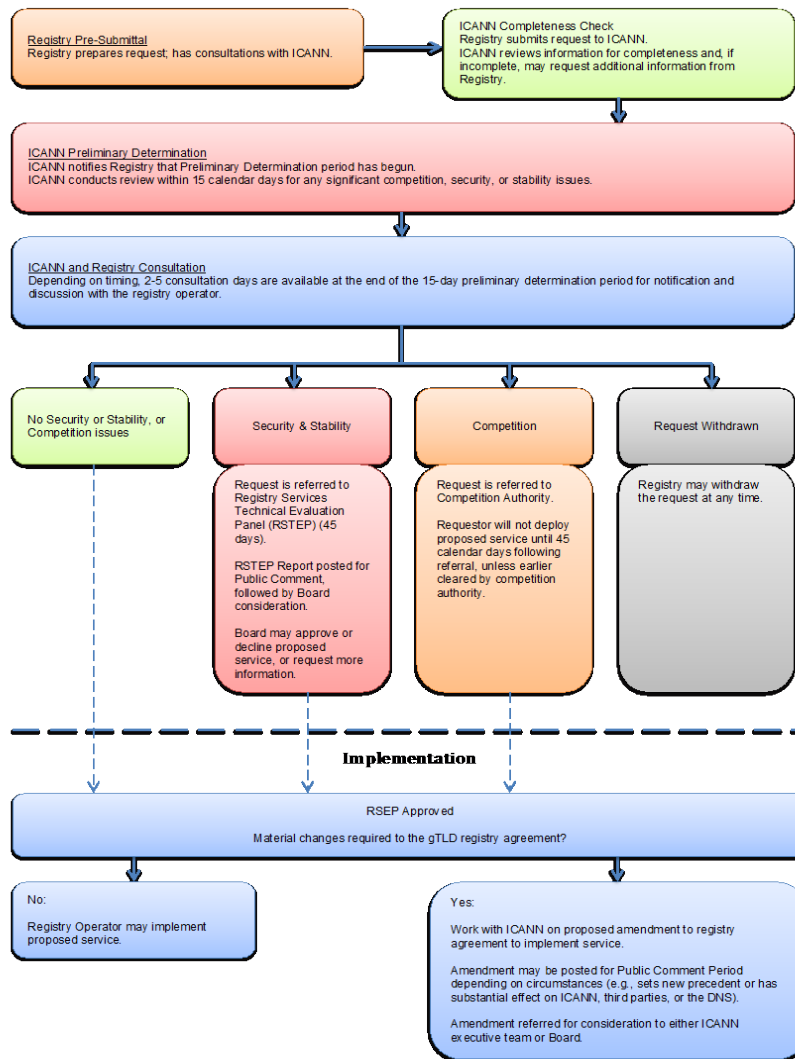 Registry Pre-Submittal
Registry prepares request; has consultations with ICANN.
ICANN Completeness Check
Registry submits request to ICANN.
ICANN reviews information for completeness and, if
incomplete, may request additional information from
Registry.
ICANN Preliminary Determination
ICANN notifies Registry that Preliminary Determination period has begun.
ICANN conducts review within 15 calendar days for any significant competition, security, or stability issues.
ICANN and Registry Consultation
Depending on timing, 2-5 consultation days are available at the end of the 15-day preliminary determination period for notification and
discussion with the registry operator.
No Security or Stability, or
Competition issues
Security & Stability
Request is referred to
Registry Services
Technical Evaluation
Panel (RSTEP) (45
days).
RSTEP Report posted for
Public Comment,
followed by Board
consideration.
Board may approve or
decline proposed
service, or request more
information.
Competition
Request is referred to
Competition Authority.
Requestor will not deploy
proposed service until 45
calendar days following
referral, unless earlier
cleared by competition
authority.
Request Withdrawn
Registry may withdraw
the request at any time.
Implementation
RSEP Approved
Material changes required to the gTLD registry agreement?
No:
Registry Operator may implement
proposed service.
Yes:
Work with ICANN on proposed amendment to registry
agreement to implement service.
Amendment may be posted for Public Comment Period
depending on circumstances (e.g., sets new precedent or has
substantial effect on ICANN, third parties, or the DNS).
Amendment referred for consideration to either ICANN
executive team or Board.